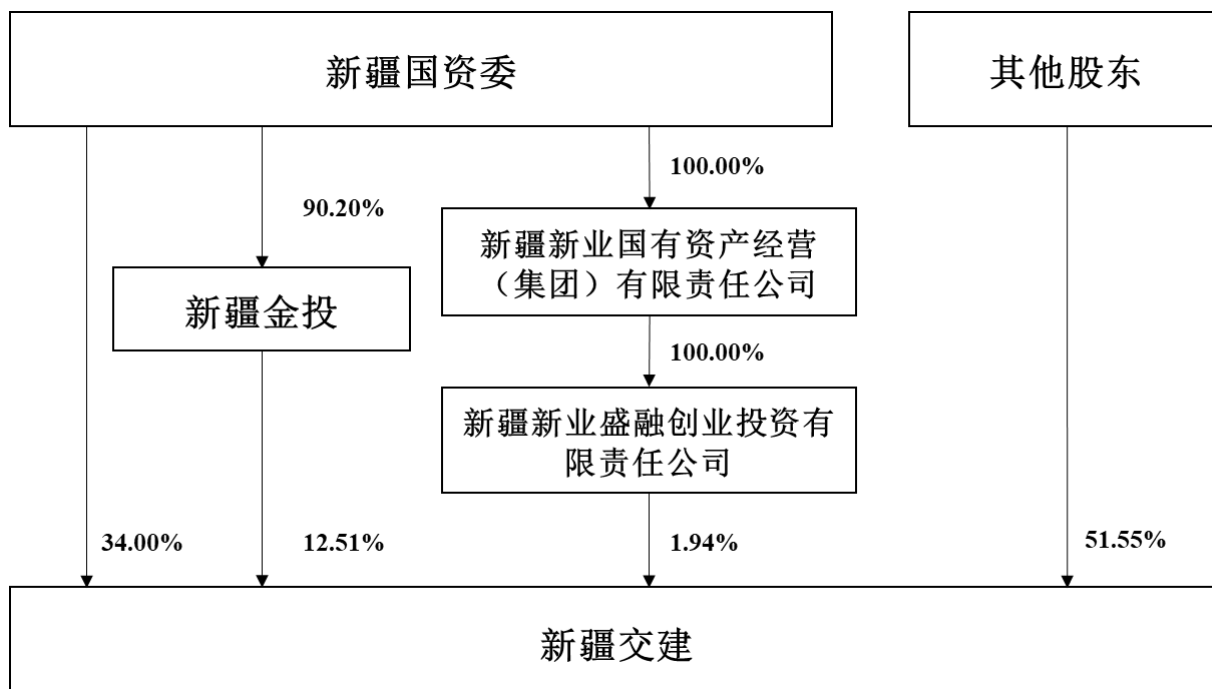 新疆国资委
其他股东
100.00%
90.20%
新疆新业国有资产经营
（集团）有限责任公司
新疆金投
100.00%
新疆新业盛融创业投资有
限责任公司
34.00%
12.51%
1.94%
51.55%
新疆交建